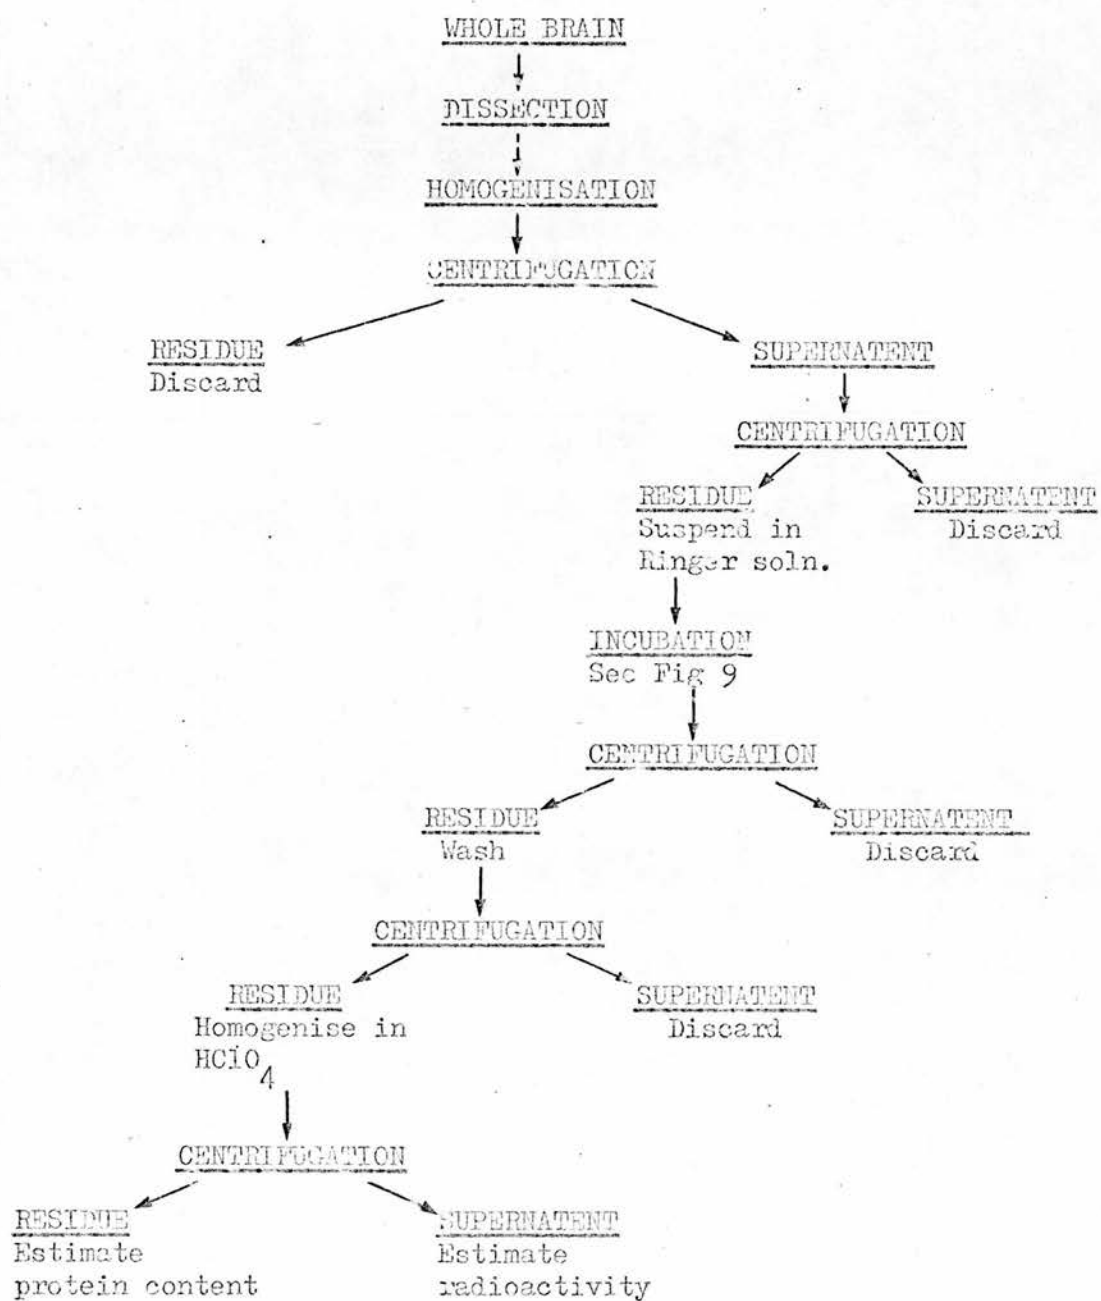 WHOLE BRAIN
DISSECTION
HOMOGENISATION
CENTRIFUGATION
RESIDUE
Discard
SUPERNATENT
CENTRIFUGATION
RESIDUE
Suspend in
Ringer soln.
SUPERNATENT
Discard
INCUBATION
See Fig 9
CENTRIFUGATION
RESIDUE
Wash
SUPERNATENT
Discard
CENTRIFUGATION
RESIDUE
Homogenise in
HClO4
SUPERNATENT
Discard
CENTRIFUGATION
RESIDUE
Estimate
protein content
SUPERNATENT
Estimate
radioactivity